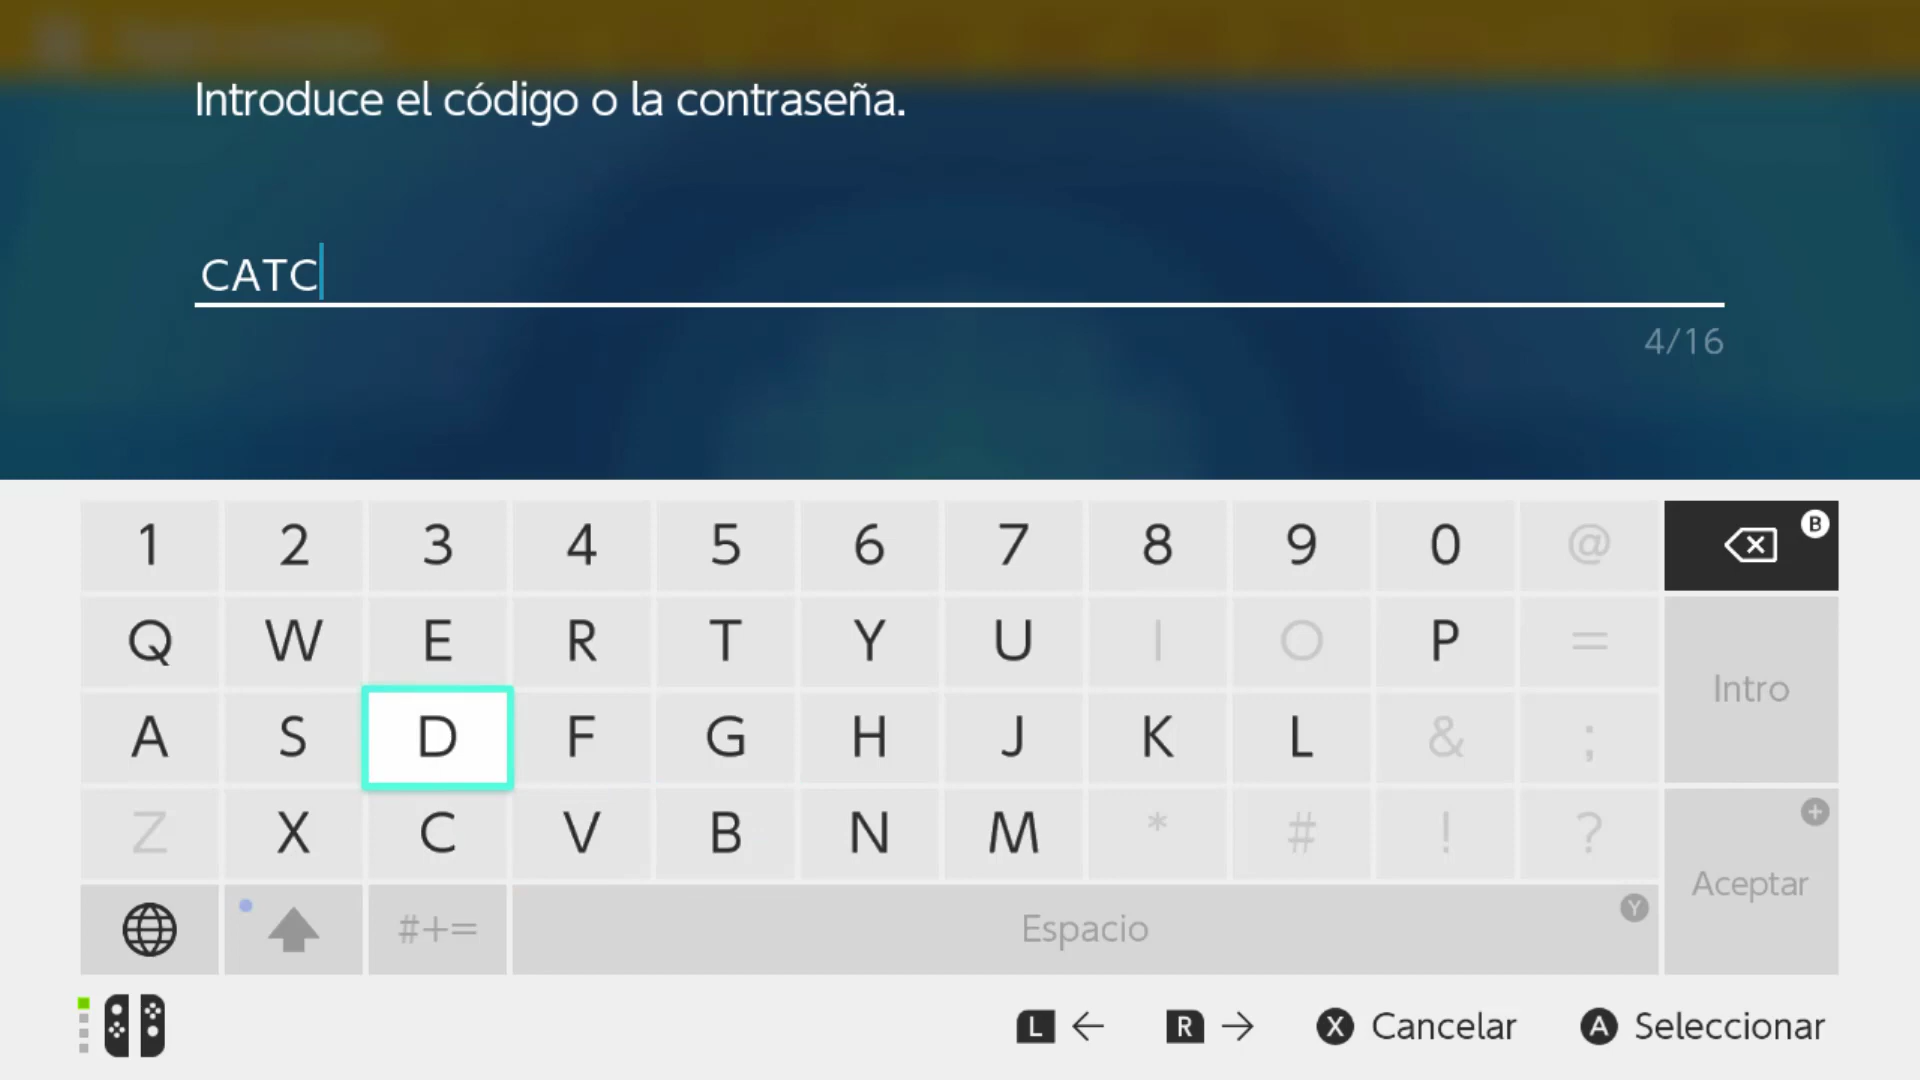 Introduce el código o la contraseña.
CATC
4/16
1 2 3 4 5 6 7 8 9 0 @ B
Q W E R T Y U I O P =
Intro
A S D F G H J K L & ;
Z X C V B N M * # ! ? +
Aceptar
#+= Espacio Y
L ← R → X Cancelar A Seleccionar